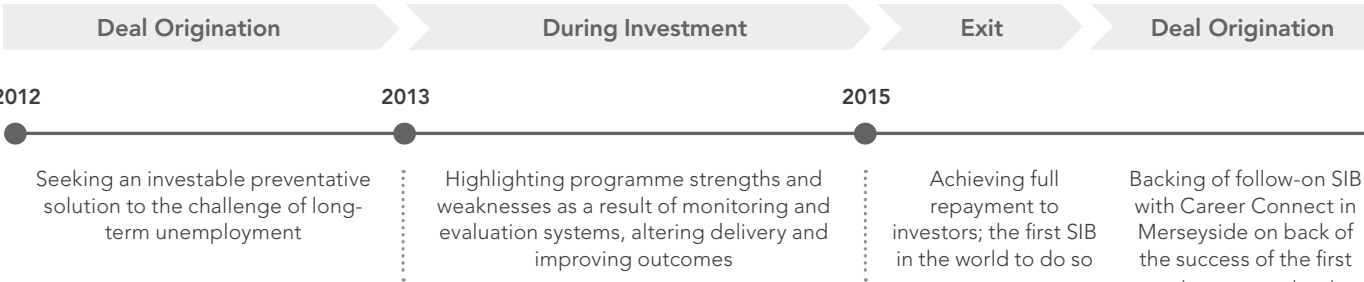 Deal Origination
During Investment
Exit
Deal Origination
2012
2013
2015
Seeking an investable preventative
solution to the challenge of long-
term unemployment
Highlighting programme strengths and
weaknesses as a result of monitoring and
evaluation systems, altering delivery and
improving outcomes
Achieving full
repayment to
investors; the first SIB
in the world to do so
Backing of follow-on SIB
with Career Connect in
Merseyside on back of
the success of the first